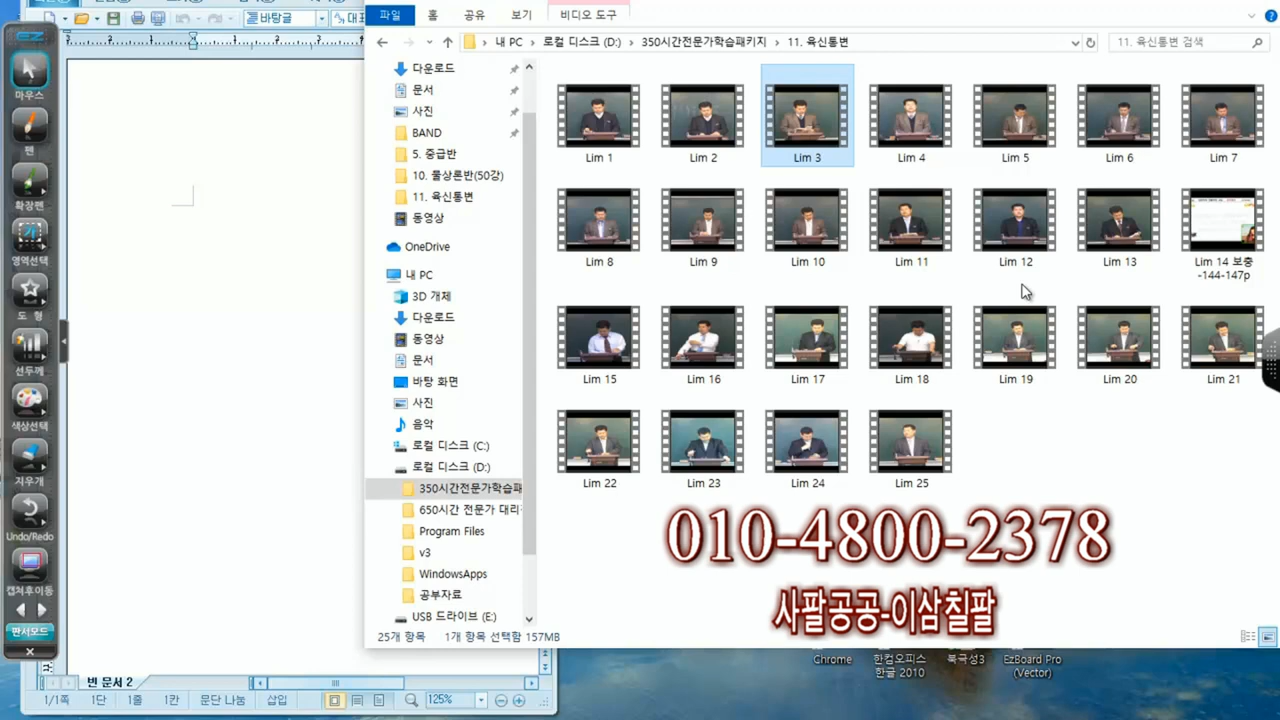 바탕글
파일
홈
공유
보기
비디오 도구
내 PC
로컬 디스크 (D:)
350시간전문가학습패키지
11. 육신통변
11. 육신통변 검색
마우스
펜
확장펜
영역선택
도 형
선두께
색상선택
지우개
Undo/Redo
캡쳐후이동
판서모드
다운로드
문서
사진
BAND
5. 중급반
10. 물상론반(50강)
11. 육신통변
동영상
OneDrive
내 PC
3D 개체
다운로드
동영상
문서
바탕 화면
사진
음악
로컬 디스크 (C:)
로컬 디스크 (D:)
350시간전문가학습패
650시간 전문가 대리
Program Files
v3
WindowsApps
공부자료
USB 드라이브 (E:)
25개 항목
1개 항목 선택함 157MB
Lim 1
Lim 2
Lim 3
Lim 4
Lim 5
Lim 6
Lim 7
Lim 8
Lim 9
Lim 10
Lim 11
Lim 12
Lim 13
Lim 14 보충
-144-147p
Lim 15
Lim 16
Lim 17
Lim 18
Lim 19
Lim 20
Lim 21
Lim 22
Lim 23
Lim 24
Lim 25
010-4800-2378
사팔공공-이삼칠팔
Chrome
한컴오피스
한글 2010
북극성3
EzBoard Pro
(Vector)
빈 문서 2
1/1쪽
1단
1줄
1칸
문단 나눔
삽입
125%